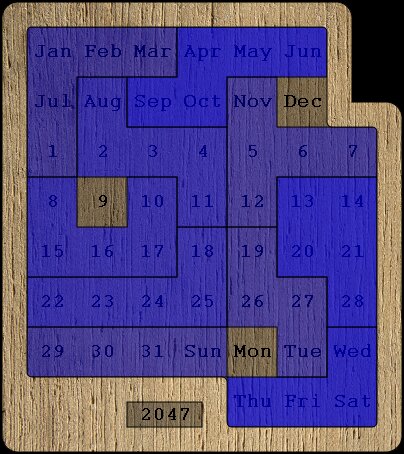 Jan Feb Mar Apr May Jun
Jul Aug Sep Oct Nov Dec
1 2 3 4 5 6 7
8 9 10 11 12 13 14
15 16 17 18 19 20 21
22 23 24 25 26 27 28
29 30 31 Sun Mon Tue Wed
Thu Fri Sat
2047